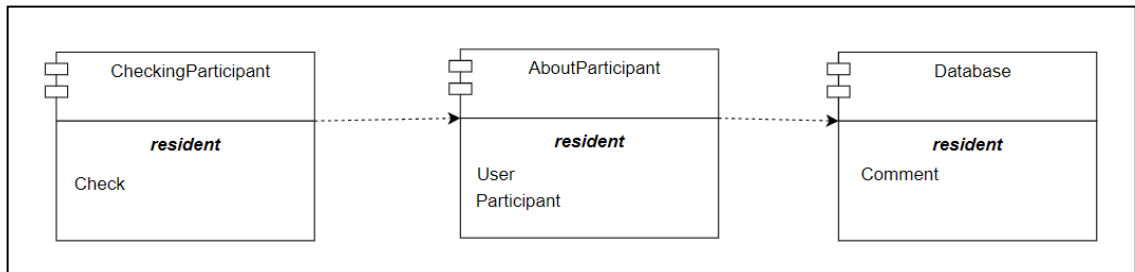 CheckingParticipant
resident
Check
AboutParticipant
resident
User
Participant
Database
resident
Comment